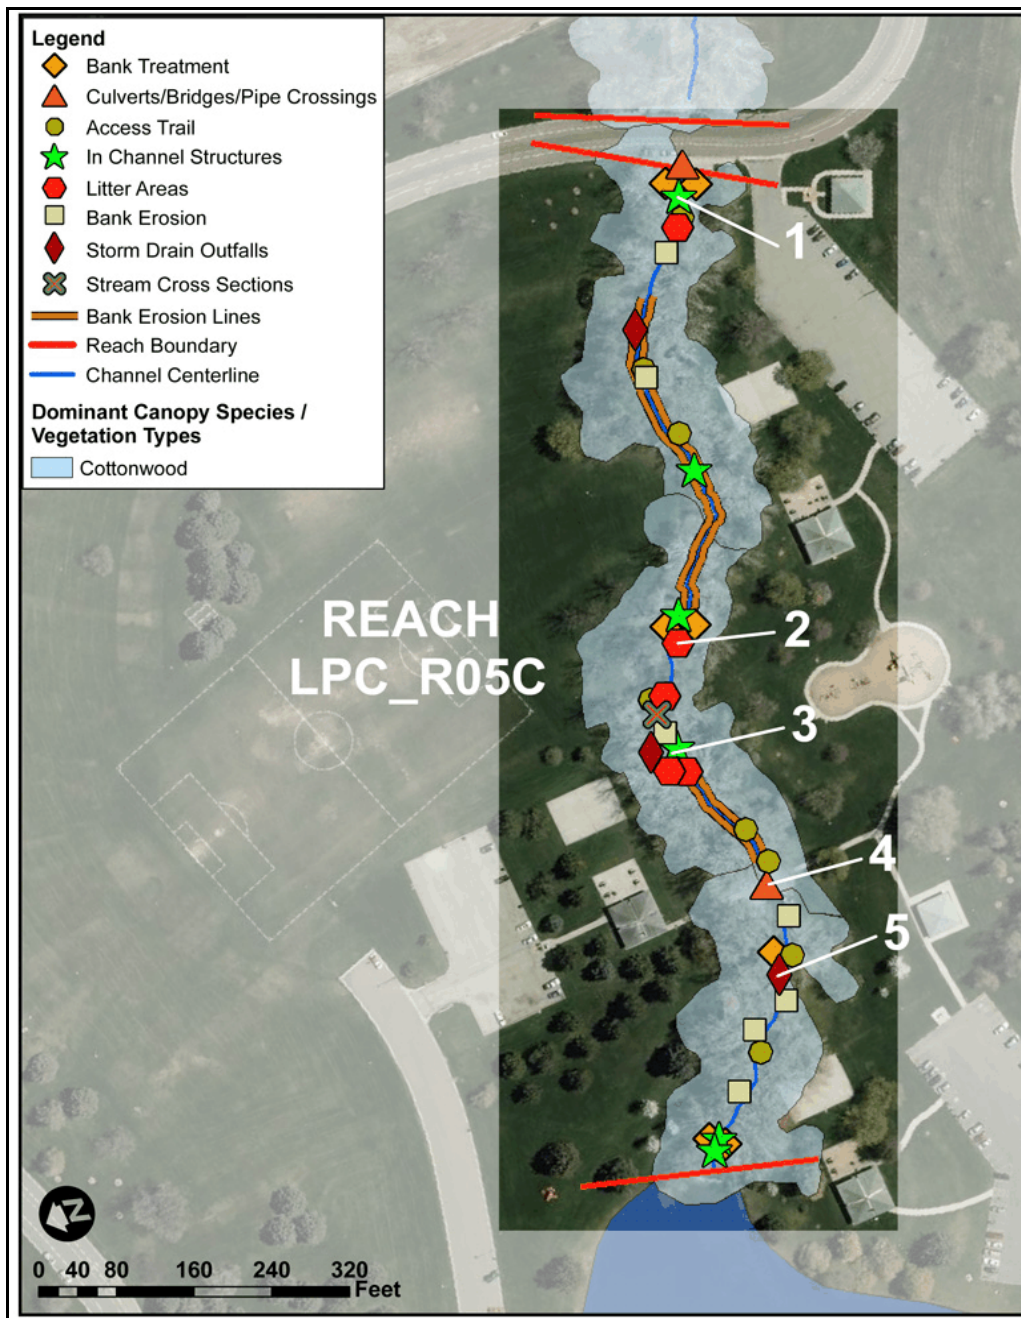 Legend
Bank Treatment
Culverts/Bridges/Pipe Crossings
Access Trail
In Channel Structures
Litter Areas
Bank Erosion
Storm Drain Outfalls
Stream Cross Sections
Bank Erosion Lines
Reach Boundary
Channel Centerline
Dominant Canopy Species /
Vegetation Types
Cottonwood
1
REACH
LPC_R05C
2
3
4
5
N
0 40 80 160 240 320
Feet